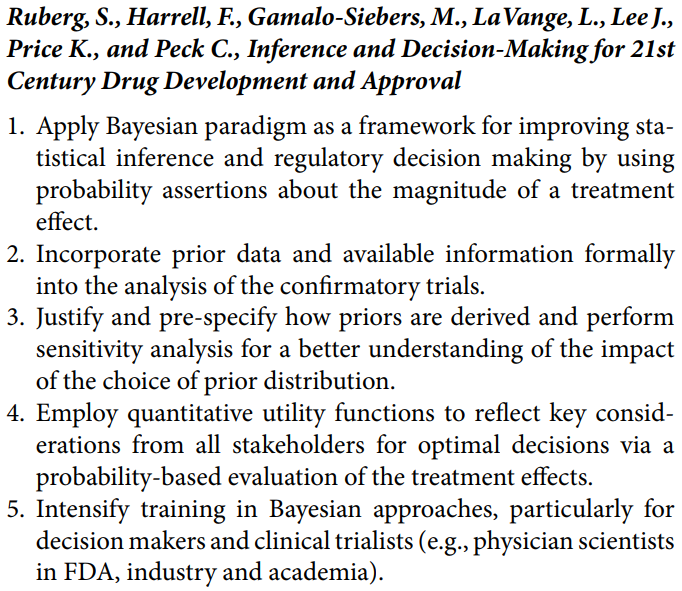 Ruberg, S., Harrell, F., Gamalo-Siebers, M., LaVange, L., Lee J.,
Price K., and Peck C., Inference and Decision-Making for 21st
Century Drug Development and Approval
1. Apply Bayesian paradigm as a framework for improving sta-
tistical inference and regulatory decision making by using
probability assertions about the magnitude of a treatment
effect.
2. Incorporate prior data and available information formally
into the analysis of the confirmatory trials.
3. Justify and pre-specify how priors are derived and perform
sensitivity analysis for a better understanding of the impact
of the choice of prior distribution.
4. Employ quantitative utility functions to reflect key consid-
erations from all stakeholders for optimal decisions via a
probability-based evaluation of the treatment effects.
5. Intensify training in Bayesian approaches, particularly for
decision makers and clinical trialists (e.g., physician scientists
in FDA, industry and academia).